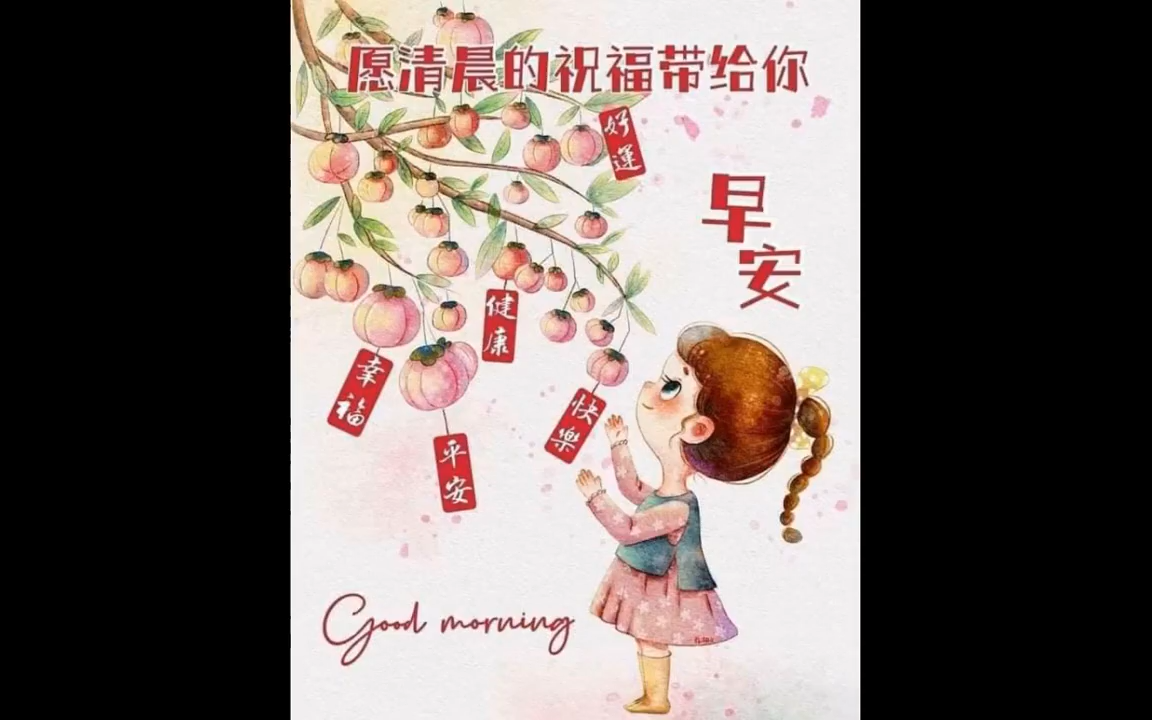 愿清晨的祝福带给你
好運
早安
健康
幸福
快樂
平安
Good morning